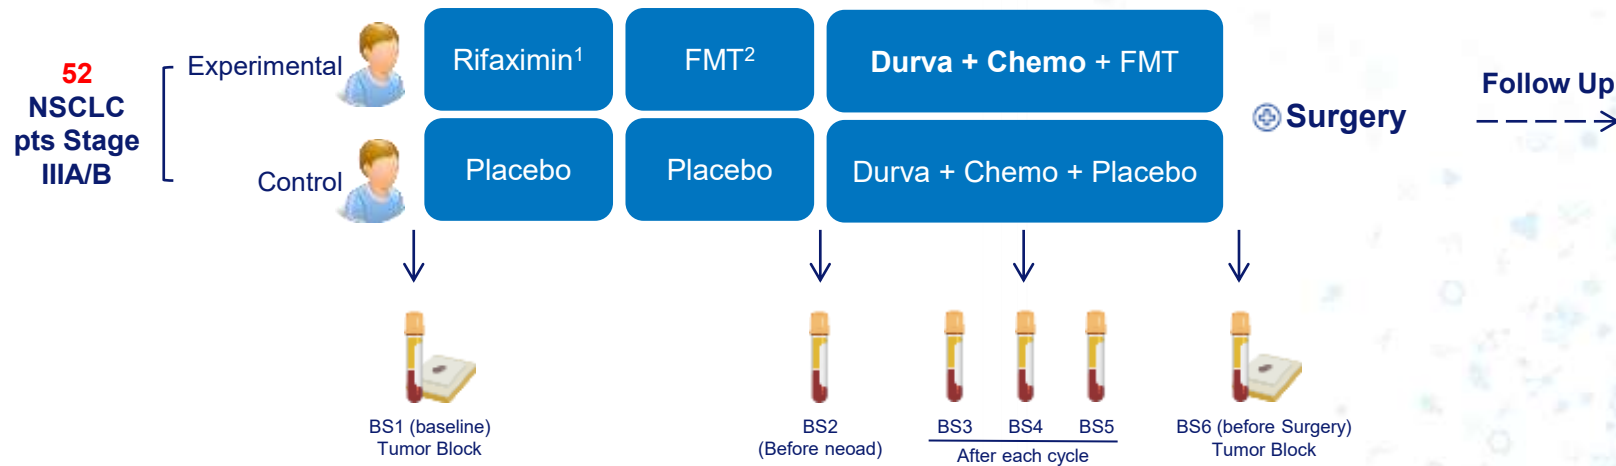 52
NSCLC
pts Stage
IIIA/B
Experimental
Rifaximin¹
FMT²
Durva + Chemo + FMT
Control
Placebo
Placebo
Durva + Chemo + Placebo
Surgery
Follow Up
BS1 (baseline)
Tumor Block
BS2
(Before neoad)
BS3 BS4 BS5
After each cycle
BS6 (before Surgery)
Tumor Block